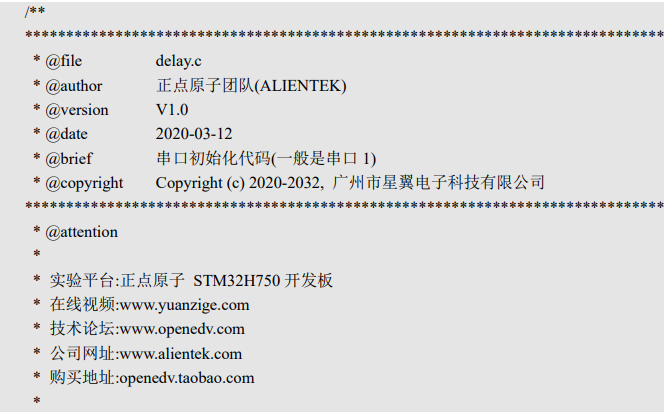 /**
****************************************************************************************************
* @file delay.c
* @author 正点原子团队(ALIENTEK)
* @version V1.0
* @date 2020-03-12
* @brief 串口初始化代码(一般是串口 1)
* @copyright Copyright (c) 2020-2032, 广州市星翼电子科技有限公司
****************************************************************************************************
* @attention
*
* 实验平台:正点原子 STM32H750 开发板
* 在线视频:www.yuanzige.com
* 技术论坛:www.openedv.com
* 公司网址:www.alientek.com
* 购买地址:openedv.taobao.com
*